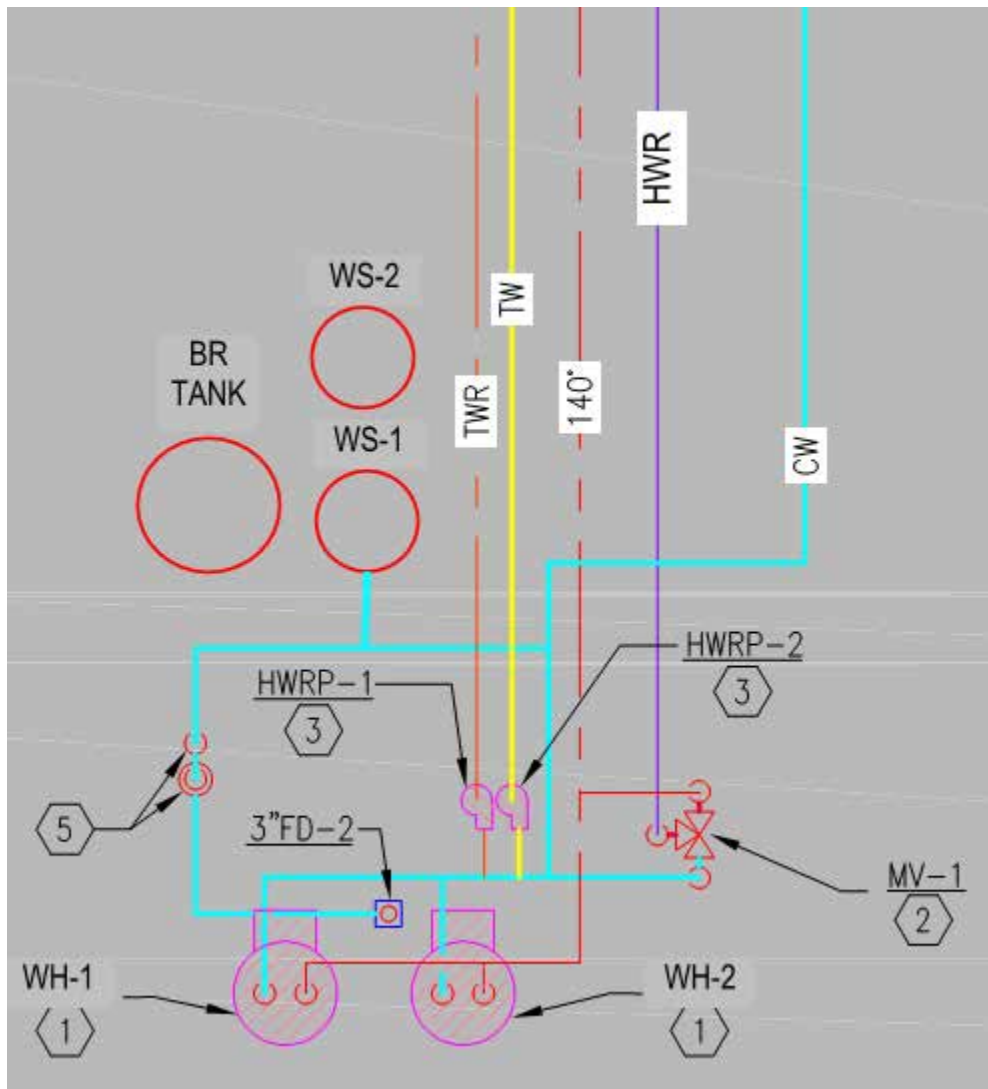 HWR
WS-2
TW
BR
TANK
140°
TWR
WS-1
CW
HWRP-2
3
HWRP-1
3
5
3"FD-2
MV-1
2
WH-1
1
WH-2
1